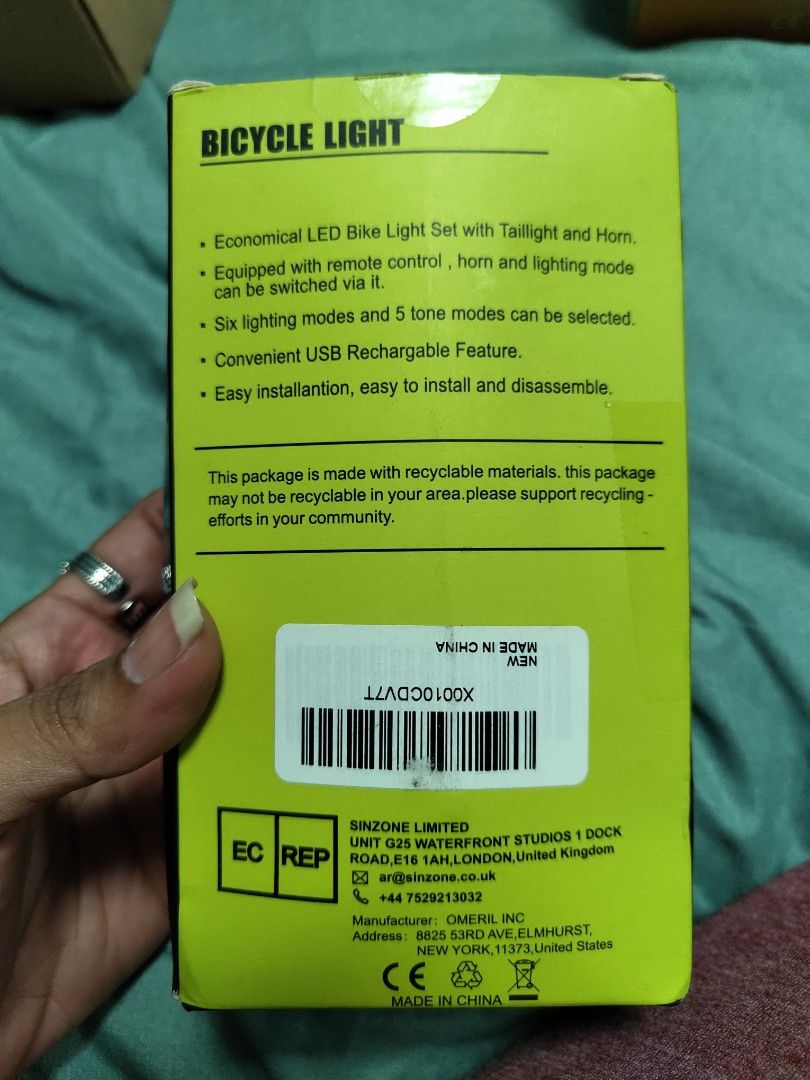 BICYCLE LIGHT
▪ Economical LED Bike Light Set with Taillight and Horn.
▪ Equipped with remote control , horn and lighting mode
can be switched via it.
▪ Six lighting modes and 5 tone modes can be selected.
▪ Convenient USB Rechargable Feature.
▪ Easy installantion, easy to install and disassemble.
This package is made with recyclable materials. this package
may not be recyclable in your area.please support recycling -
efforts in your community.
MADE IN CHINA
NEW
X0010CDV7T
EC REP
SINZONE LIMITED
UNIT G25 WATERFRONT STUDIOS 1 DOCK
ROAD,E16 1AH,LONDON,United Kingdom
ar@sinzone.co.uk
+44 7529213032
Manufacturer: OMERIL INC
Address: 8825 53RD AVE,ELMHURST,
NEW YORK,11373,United States
CE
MADE IN CHINA